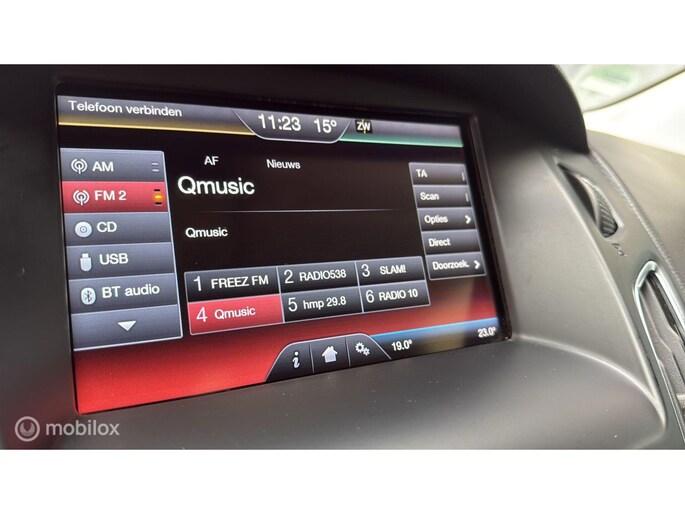 Telefoon verbinden
11:23 15° ZW
AM
FM 2
CD
USB
BT audio
AF Nieuws
Qmusic
Qmusic
1 FREEZ FM
2 RADIO538
3 SLAM!
4 Qmusic
5 hmp 29.8
6 RADIO 10
TA
Scan
Opties
Direct
Doorzoek.
i
19.0°
23.0°
mobilox